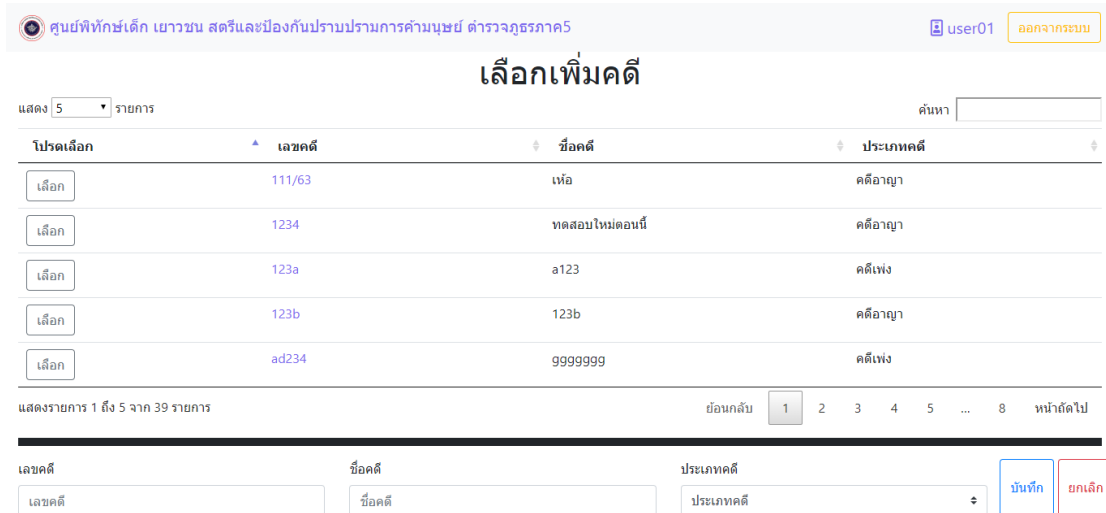 ศูนย์พิทักษ์เด็ก เยาวชน สตรีและป้องกันปราบปรามการค้ามนุษย์ ตำรวจภูธรภาค5 user01 ออกจากระบบ
เลือกเพิ่มคดี
แสดง 5 รายการ ค้นหา
โปรดเลือก เลขคดี ชื่อคดี ประเภทคดี
เลือก 111/63 เห้อ คดีอาญา
เลือก 1234 ทดสอบใหม่ตอนนี้ คดีอาญา
เลือก 123a a123 คดีเพ่ง
เลือก 123b 123b คดีอาญา
เลือก ad234 ggggggg คดีเพ่ง
แสดงรายการ 1 ถึง 5 จาก 39 รายการ ย้อนกลับ 1 2 3 4 5 ... 8 หน้าถัดไป
เลขคดี ชื่อคดี ประเภทคดี
เลขคดี ชื่อคดี ประเภทคดี บันทึก ยกเลิก